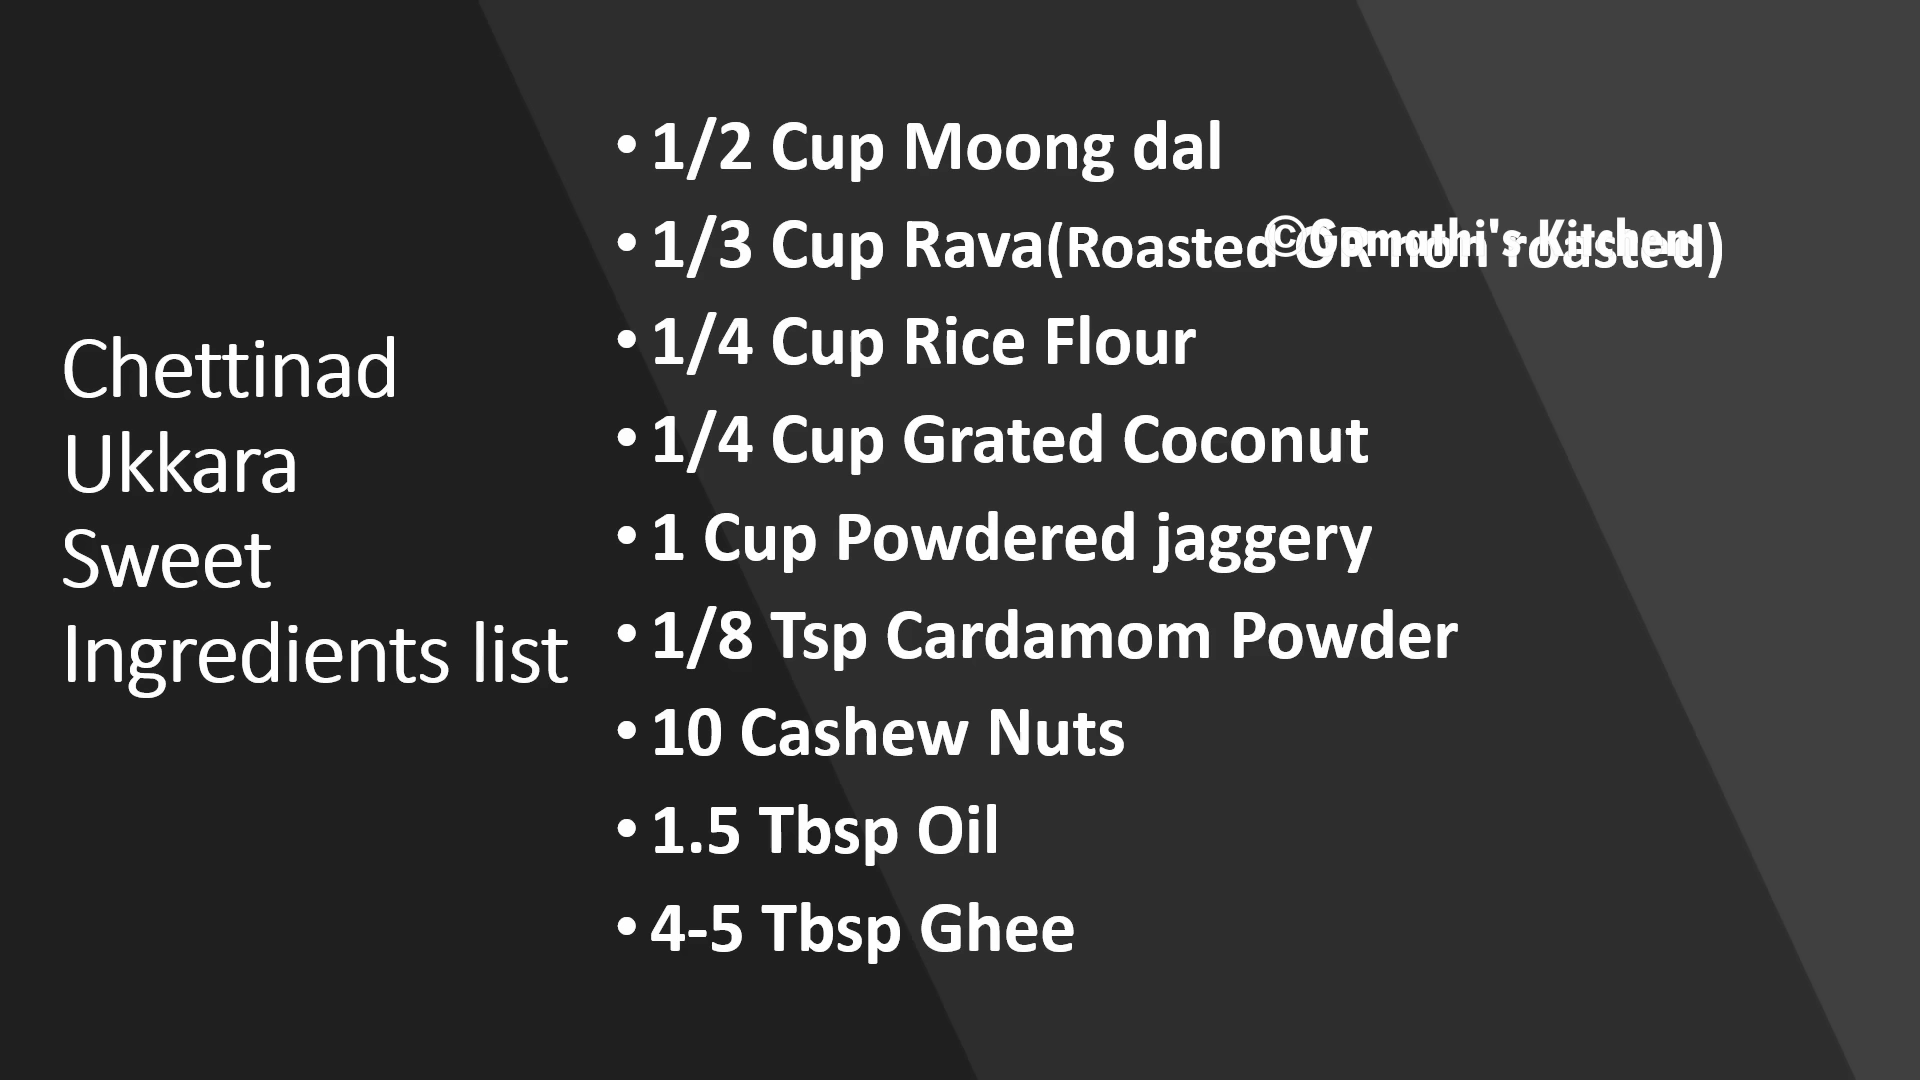 Chettinad
Ukkara
Sweet
Ingredients list
• 1/2 Cup Moong dal
• 1/3 Cup Rava(Roasted OR non roasted)
©Gomathi's Kitchen
• 1/4 Cup Rice Flour
• 1/4 Cup Grated Coconut
• 1 Cup Powdered jaggery
• 1/8 Tsp Cardamom Powder
• 10 Cashew Nuts
• 1.5 Tbsp Oil
• 4-5 Tbsp Ghee